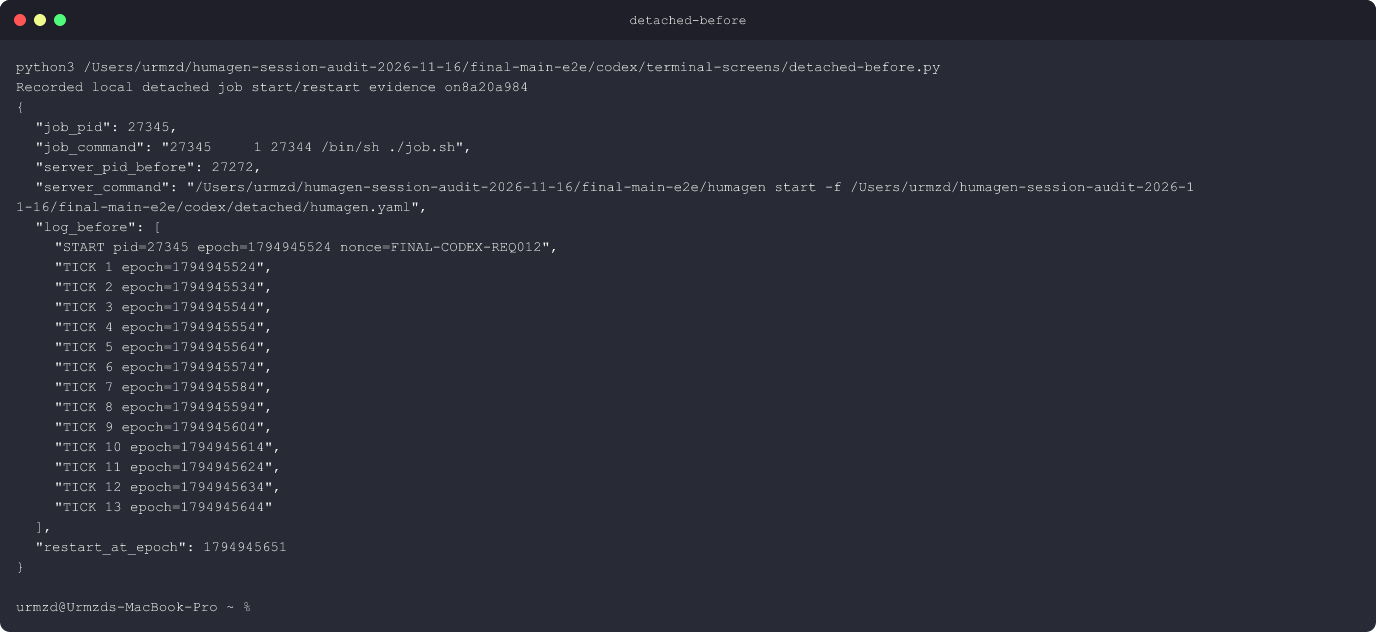 detached-before
python3 /Users/urmzd/humagen-session-audit-2026-11-16/final-main-e2e/codex/terminal-screens/detached-before.py
Recorded local detached job start/restart evidence on8a20a984
{
  "job_pid": 27345,
  "job_command": "27345     1 27344 /bin/sh ./job.sh",
  "server_pid_before": 27272,
  "server_command": "/Users/urmzd/humagen-session-audit-2026-11-16/final-main-e2e/humagen start -f /Users/urmzd/humagen-session-audit-2026-1
1-16/final-main-e2e/codex/detached/humagen.yaml",
  "log_before": [
    "START pid=27345 epoch=1794945524 nonce=FINAL-CODEX-REQ012",
    "TICK 1 epoch=1794945524",
    "TICK 2 epoch=1794945534",
    "TICK 3 epoch=1794945544",
    "TICK 4 epoch=1794945554",
    "TICK 5 epoch=1794945564",
    "TICK 6 epoch=1794945574",
    "TICK 7 epoch=1794945584",
    "TICK 8 epoch=1794945594",
    "TICK 9 epoch=1794945604",
    "TICK 10 epoch=1794945614",
    "TICK 11 epoch=1794945624",
    "TICK 12 epoch=1794945634",
    "TICK 13 epoch=1794945644"
  ],
  "restart_at_epoch": 1794945651
}
urmzd@Urmzds-MacBook-Pro ~ %